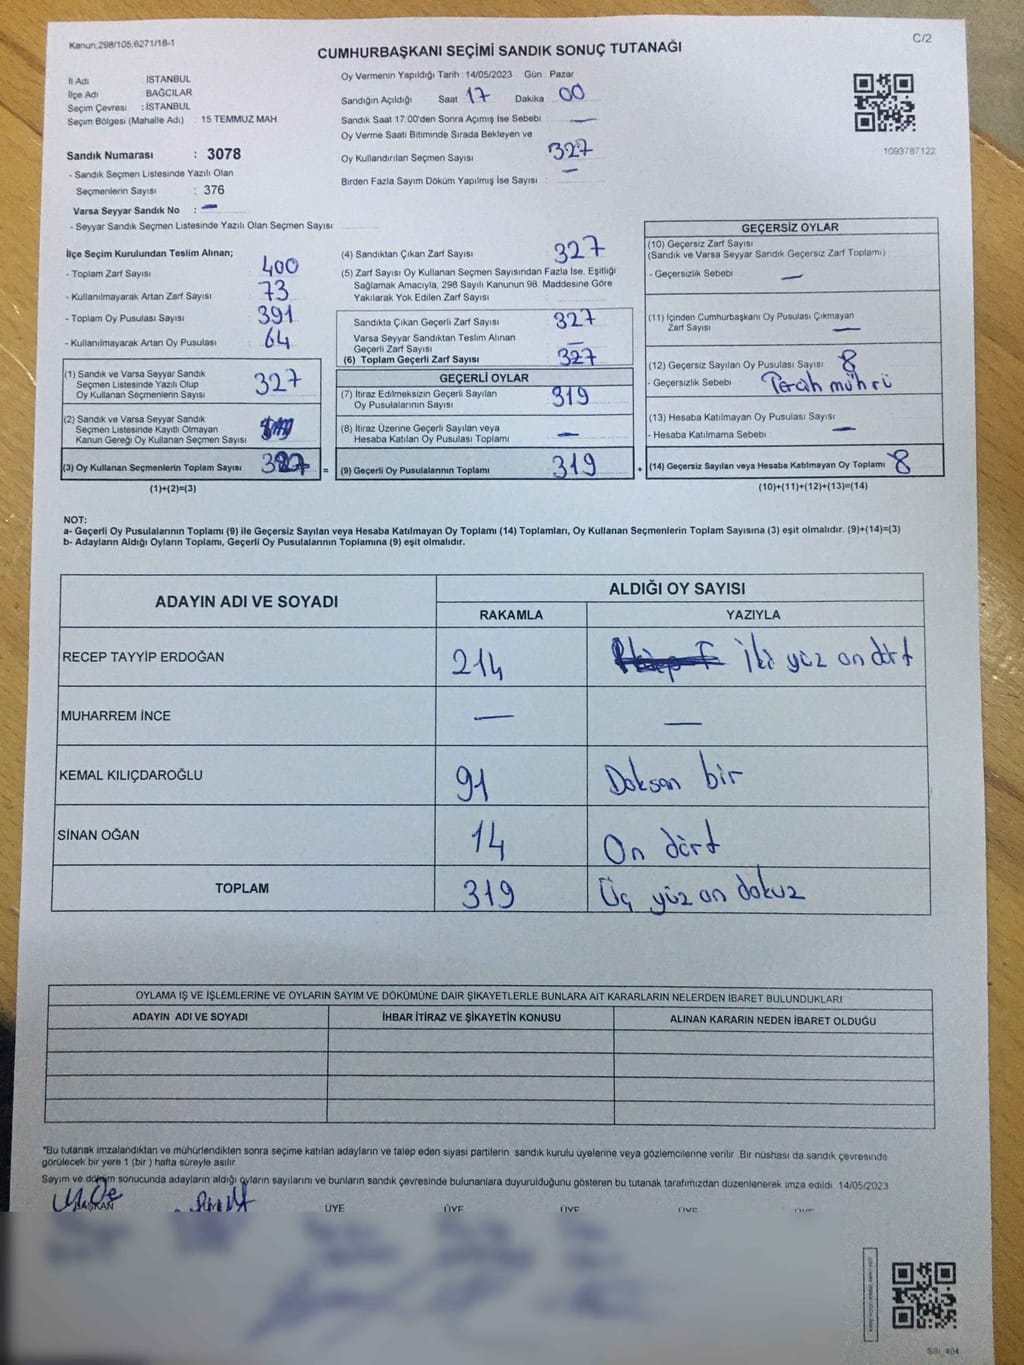 Kanun;298/105,6271/18-1
C/2
CUMHURBAŞKANI SEÇİMİ SANDIK SONUÇ TUTANAĞI
İl Adı İSTANBUL
İlçe Adı BAĞCILAR
Seçim Çevresi : İSTANBUL
Seçim Bölgesi (Mahalle Adı) 15 TEMMUZ MAH
Sandık Numarası : 3078
- Sandık Seçmen Listesinde Yazılı Olan
Seçmenlerin Sayısı : 376
Varsa Seyyar Sandık No : —
- Seyyar Sandık Seçmen Listesinde Yazılı Olan Seçmen Sayısı:
Oy Vermenin Yapıldığı Tarih : 14/05/2023 Gün : Pazar
Sandığın Açıldığı Saat 17 Dakika 00
Sandık Saat 17:00'den Sonra Açımış İse Sebebi —
Oy Verme Saati Bitiminde Sırada Bekleyen ve
Oy Kullandırılan Seçmen Sayısı 327
Birden Fazla Sayım Döküm Yapılmış İse Sayısı : —
1093787122
İlçe Seçim Kurulundan Teslim Alınan;
- Toplam Zarf Sayısı 400
- Kullanılmayarak Artan Zarf Sayısı 73
- Toplam Oy Pusulası Sayısı 391
- Kullanılmayarak Artan Oy Pusulası 64
(1) Sandık ve Varsa Seyyar Sandık
Seçmen Listesinde Yazılı Olup
Oy Kullanan Seçmenlerin Sayısı 327
(2) Sandık ve Varsa Seyyar Sandık
Seçmen Listesinde Kayıtlı Olmayan
Kanun Gereği Oy Kullanan Seçmen Sayısı
(3) Oy Kullanan Seçmenlerin Toplam Sayısı 327 =
(1)+(2)=(3)
(4) Sandıktan Çıkan Zarf Sayısı 327
(5) Zarf Sayısı Oy Kullanan Seçmen Sayısından Fazla İse, Eşitliği
Sağlamak Amacıyla, 298 Sayılı Kanunun 98. Maddesine Göre
Yakılarak Yok Edilen Zarf Sayısı
Sandıkta Çıkan Geçerli Zarf Sayısı 327
Varsa Seyyar Sandıktan Teslim Alınan
Geçerli Zarf Sayısı —
(6) Toplam Geçerli Zarf Sayısı 327
GEÇERLİ OYLAR
(7) İtiraz Edilmeksizin Geçerli Sayılan
Oy Pusulalarının Sayısı 319
(8) İtiraz Üzerine Geçerli Sayılan veya
Hesaba Katılan Oy Pusulası Toplamı —
(9) Geçerli Oy Pusulalarının Toplamı 319 +
GEÇERSİZ OYLAR
(10) Geçersiz Zarf Sayısı
(Sandık ve Varsa Seyyar Sandık Geçersiz Zarf Toplamı)
- Geçersizlik Sebebi —
(11) İçinden Cumhurbaşkanı Oy Pusulası Çıkmayan
Zarf Sayısı —
(12) Geçersiz Sayılan Oy Pusulası Sayısı 8
- Geçersizlik Sebebi Tercih mührü
(13) Hesaba Katılmayan Oy Pusulası Sayısı
- Hesaba Katılmama Sebebi —
(14) Geçersiz Sayılan veya Hesaba Katılmayan Oy Toplamı 8
(10)+(11)+(12)+(13)=(14)
NOT:
a- Geçerli Oy Pusulalarının Toplamı (9) ile Geçersiz Sayılan veya Hesaba Katılmayan Oy Toplamı (14) Toplamları, Oy Kullanan Seçmenlerin Toplam Sayısına (3) eşit olmalıdır. (9)+(14)=(3)
b- Adayların Aldığı Oyların Toplamı, Geçerli Oy Pusulalarının Toplamına (9) eşit olmalıdır.
ADAYIN ADI VE SOYADI ALDIĞI OY SAYISI
RAKAMLA YAZIYLA
RECEP TAYYİP ERDOĞAN 214 İki yüz on dört
MUHARREM İNCE — —
KEMAL KILIÇDAROĞLU 91 Doksan bir
SİNAN OĞAN 14 On dört
TOPLAM 319 Üç yüz on dokuz
OYLAMA İŞ VE İŞLEMLERİNE VE OYLARIN SAYIM VE DÖKÜMÜNE DAİR ŞİKAYETLERLE BUNLARA AİT KARARLARIN NELERDEN İBARET BULUNDUKLARI
ADAYIN ADI VE SOYADI İHBAR İTİRAZ VE ŞİKAYETİN KONUSU ALINAN KARARIN NEDEN İBARET OLDUĞU
*Bu tutanak imzalandıktan ve mühürlendikten sonra seçime katılan adayların ve talep eden siyasi partilerin sandık kurulu üyelerine veya gözlemcilerine verilir .Bir nüshası da sandık çevresinde
görülecek bir yere 1 (bir ) hafta süreyle asılır.
Sayım ve döküm sonucunda adayların aldığı oyların sayılarını ve bunların sandık çevresinde bulunanlara duyurulduğunu gösteren bu tutanak tarafımızdan düzenlenerek imza edildi. 14/05/2023
BAŞKAN ÜYE ÜYE ÜYE